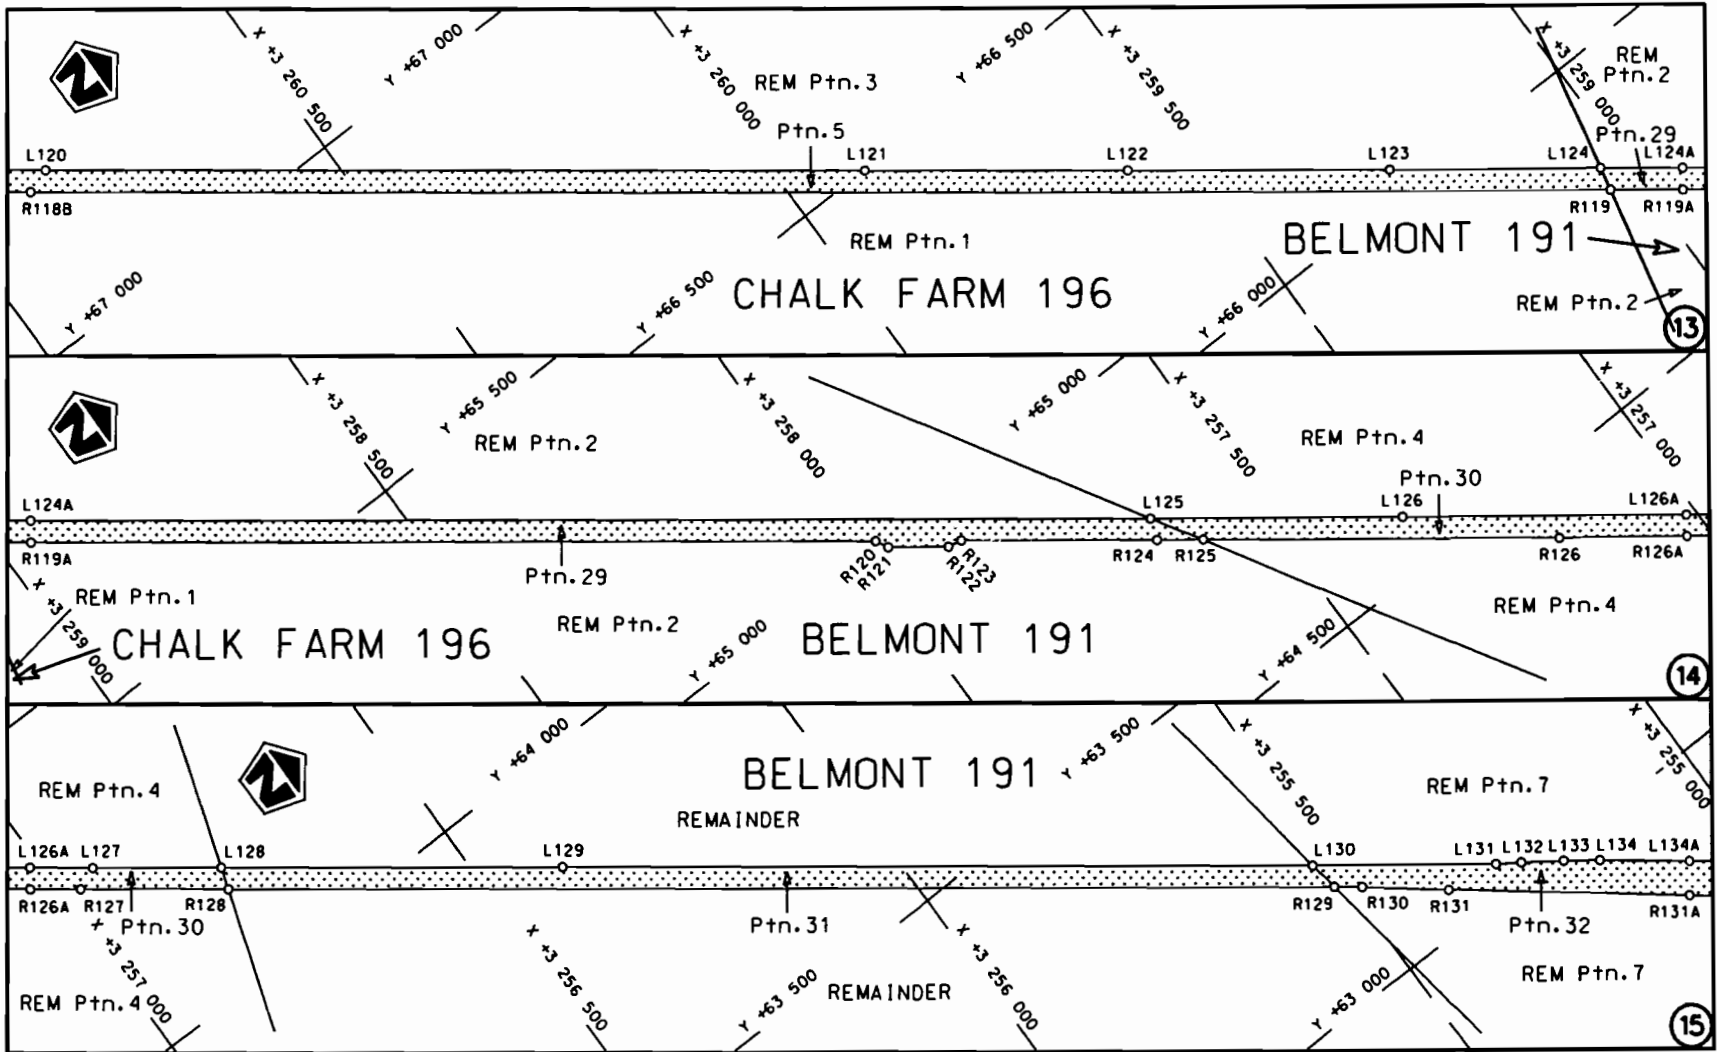 X +3 260 500
Y +67 000
X +3 260 000
REM Ptn.3
Y +66 500
X +3 259 500
X +3 259 000
REM
Ptn.2
Ptn.5
Ptn.29
L120
L121
L122
L123
L124
L124A
R118B
R119
R119A
REM Ptn.1
BELMONT 191
CHALK FARM 196
Y +67 000
Y +66 500
Y +66 000
REM Ptn.2
13
X +3 258 500
Y +65 500
REM Ptn.2
X +3 258 000
Y +65 000
X +3 257 500
REM Ptn.4
X +3 257 000
Ptn.30
L124A
L125
L126
L126A
R119A
R120
R121
R122
R123
R124
R125
R126
R126A
Ptn.29
REM Ptn.1
X +3 259 000
CHALK FARM 196
REM Ptn.2
Y +65 000
BELMONT 191
Y +64 500
REM Ptn.4
14
REM Ptn.4
Y +64 000
BELMONT 191
Y +63 500
X +3 255 500
X +3 255 000
REM Ptn.7
REMAINDER
L126A
L127
L128
L129
L130
L131
L132
L133
L134
L134A
R126A
R127
R128
R129
R130
R131
R131A
Ptn.30
Ptn.31
Ptn.32
X +3 257 000
X +3 256 500
X +3 256 000
REM Ptn.4
Y +63 500
REMAINDER
Y +63 000
REM Ptn.7
15